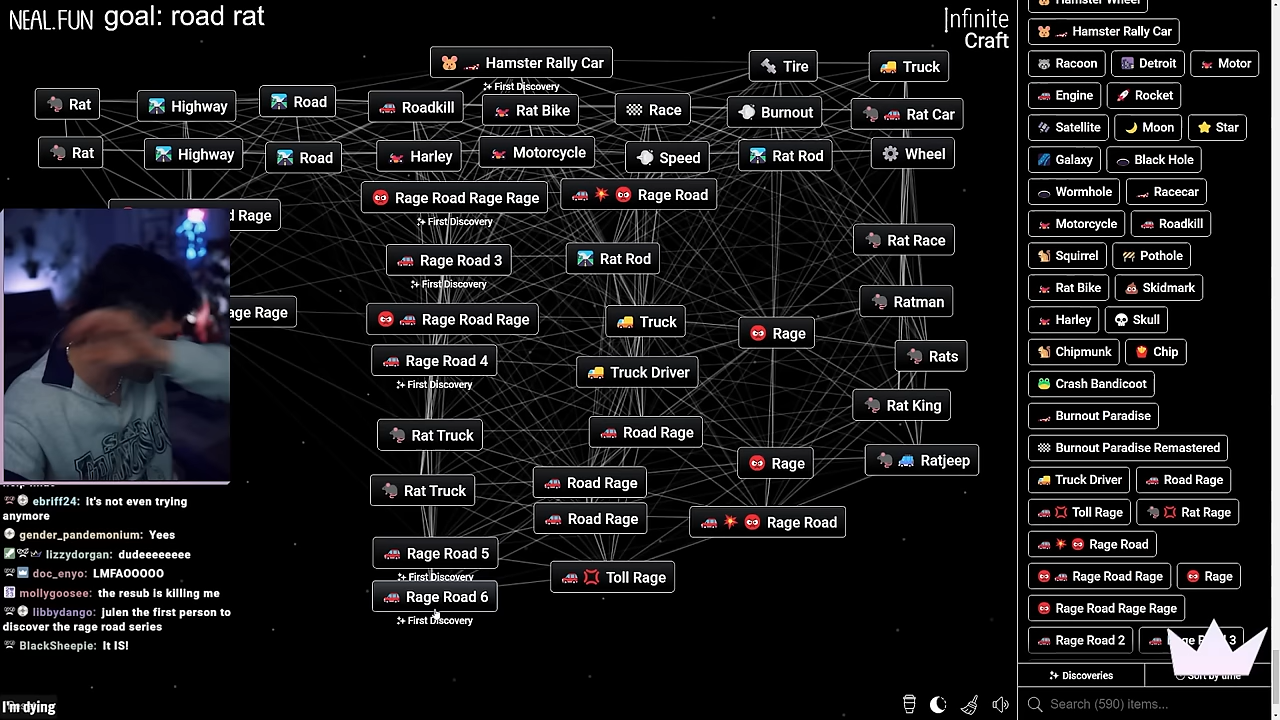 NEAL.FUN goal: road rat
Infinite
Craft
Hamster Rally Car
First Discovery
Tire
Truck
Rat
Highway
Road
Roadkill
Rat Bike
Race
Burnout
Rat Car
Rat
Highway
Road
Harley
Motorcycle
Speed
Rat Rod
Wheel
Rage Road Rage Rage
First Discovery
Rage Road
d Rage
Rage Road 3
First Discovery
Rat Rod
Rat Race
age Rage
Rage Road Rage
Truck
Rage
Ratman
Rage Road 4
First Discovery
Truck Driver
Rats
Rat Truck
Road Rage
Rat King
Rat Truck
Road Rage
Rage
Ratjeep
Road Rage
Rage Road
Rage Road 5
First Discovery
Toll Rage
Rage Road 6
First Discovery
ebriff24: It's not even trying
anymore
gender_pandemonium: Yees
lizzydorgan: dudeeeeeee
doc_enyo: LMFAOOOOO
mollygoosee: the resub is killing me
libbydango: julen the first person to
discover the rage road series
BlackSheepie: It IS!
I'm dying
Hamster Wheel
Hamster Rally Car
Racoon
Detroit
Motor
Engine
Rocket
Satellite
Moon
Star
Galaxy
Black Hole
Wormhole
Racecar
Motorcycle
Roadkill
Squirrel
Pothole
Rat Bike
Skidmark
Harley
Skull
Chipmunk
Chip
Crash Bandicoot
Burnout Paradise
Burnout Paradise Remastered
Truck Driver
Road Rage
Toll Rage
Rat Rage
Rage Road
Rage Road Rage
Rage
Rage Road Rage Rage
Rage Road 2
Discoveries
Sort by time
Search (590) items...